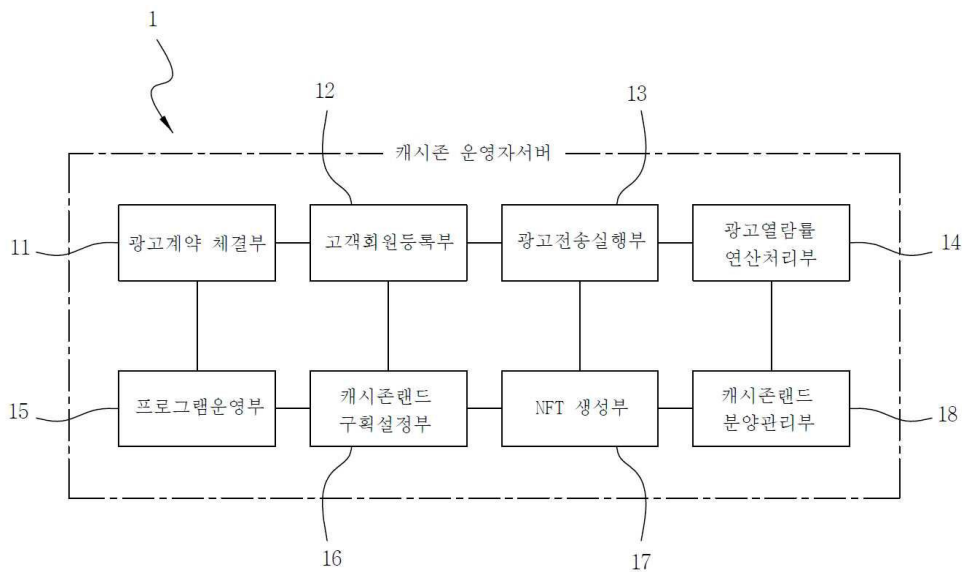 1
12
13
캐시존 운영자서버
11
광고계약 체결부
고객회원등록부
광고전송실행부
광고열람률
연산처리부
14
15
프로그램운영부
캐시존랜드
구획설정부
NFT 생성부
캐시존랜드
분양관리부
18
16
17